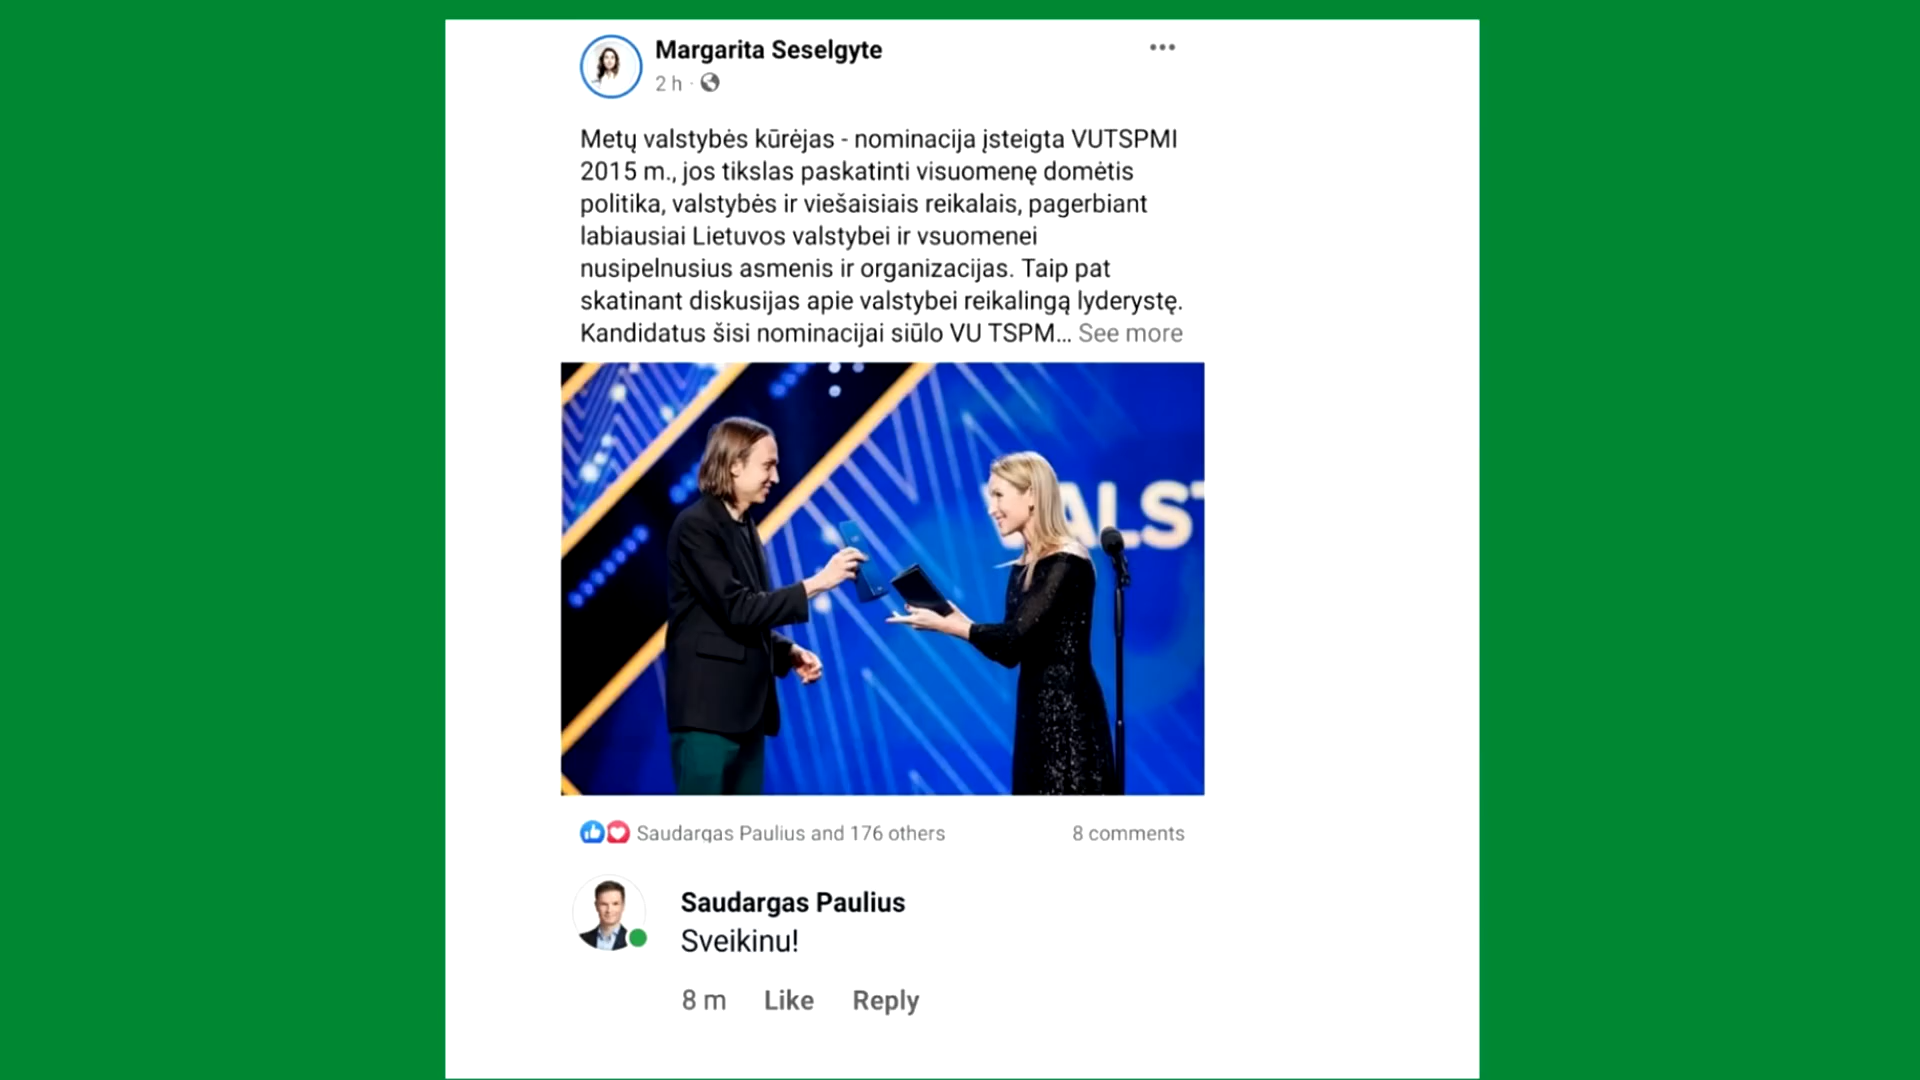 Margarita Seselgyte
2 h ·
Metų valstybės kūrėjas - nominacija įsteigta VUTSPMI
2015 m., jos tikslas paskatinti visuomenę domėtis
politika, valstybės ir viešaisiais reikalais, pagerbiant
labiausiai Lietuvos valstybei ir vsuomenei
nusipelnusius asmenis ir organizacijas. Taip pat
skatinant diskusijas apie valstybei reikalingą lyderystę.
Kandidatus šisi nominacijai siūlo VU TSPM... See more
VALST
Saudargas Paulius and 176 others 8 comments
Saudargas Paulius
Sveikinu!
8 m Like Reply